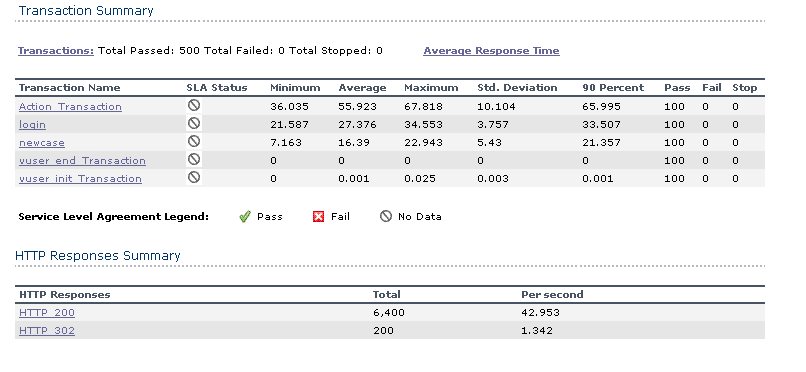 Transaction Summary
Transactions: Total Passed: 500 Total Failed: 0 Total Stopped: 0 Average Response Time
Transaction Name SLA Status Minimum Average Maximum Std. Deviation 90 Percent Pass Fail Stop
Action_Transaction 36.035 55.923 67.818 10.104 65.995 100 0 0
login 21.587 27.376 34.553 3.757 33.507 100 0 0
newcase 7.163 16.39 22.943 5.43 21.357 100 0 0
vuser_end_Transaction 0 0 0 0 0 100 0 0
vuser_init_Transaction 0 0.001 0.025 0.003 0.001 100 0 0
Service Level Agreement Legend: Pass Fail No Data
HTTP Responses Summary
HTTP Responses Total Per second
HTTP_200 6,400 42.953
HTTP_302 200 1.342